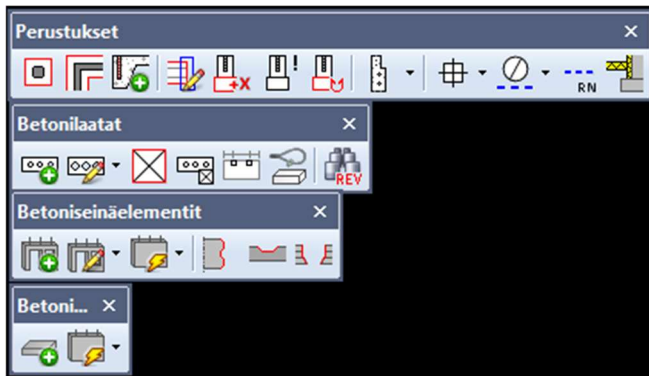 Perustukset
RN
Betonilaatat
REV
Betoniseinäelementit
Betoni...